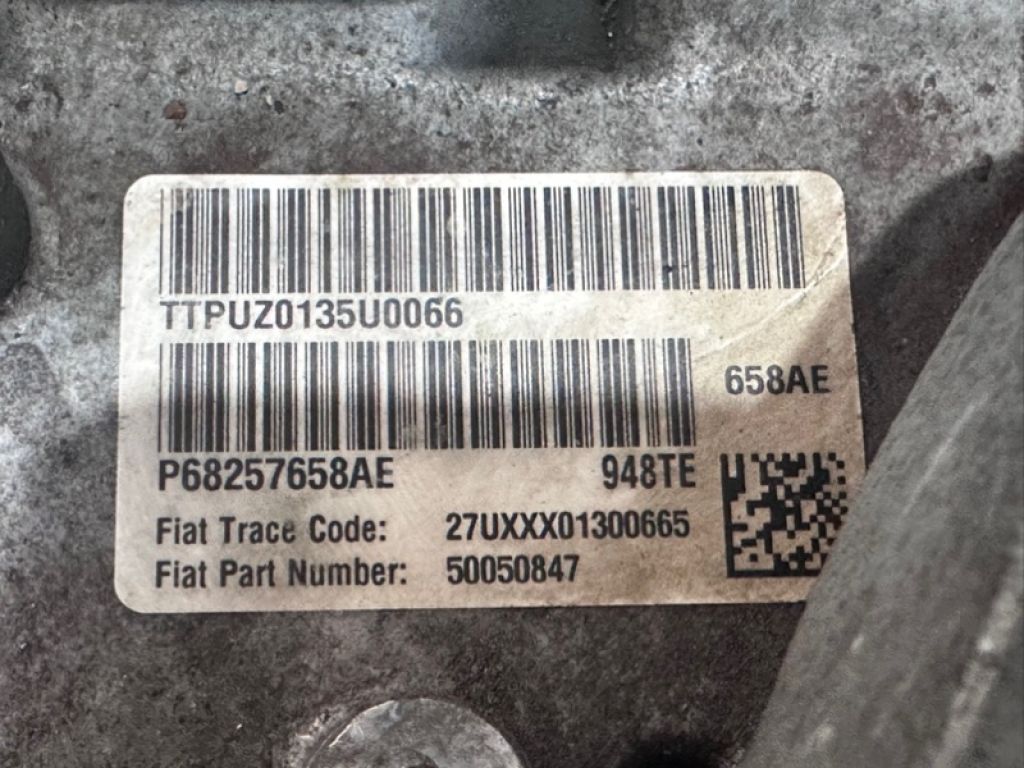 TTPUZ0135U0066
658AE
P68257658AE 948TE
Fiat Trace Code: 27UXXX01300665
Fiat Part Number: 50050847